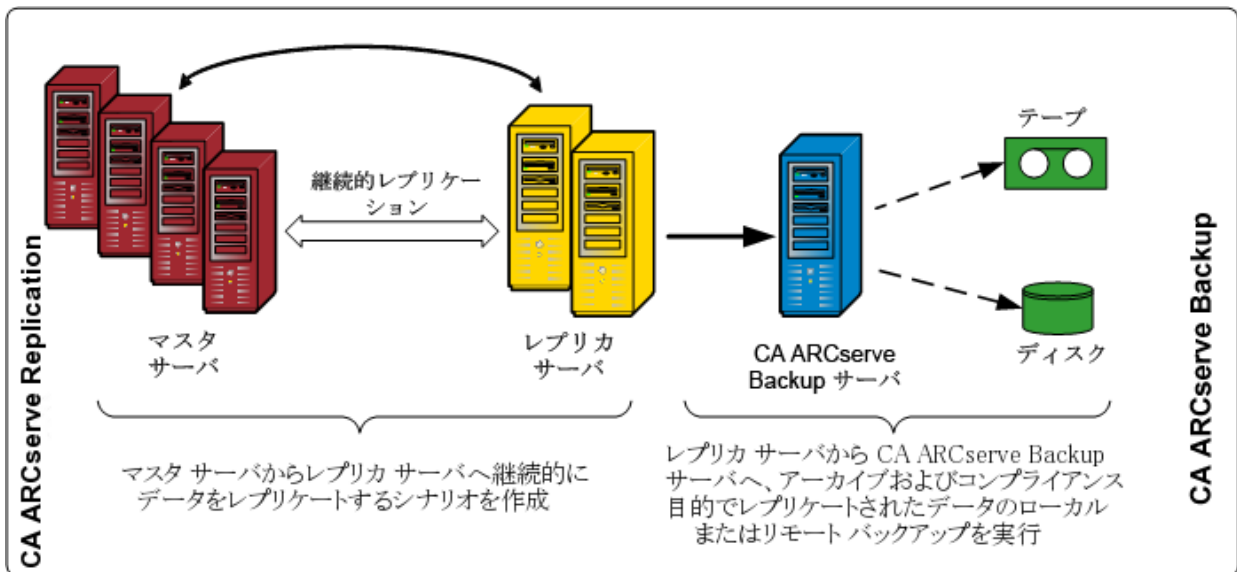 CA ARCserve Replication
継続的レプリケー
ション
マスタ
サーバ
レプリカ
サーバ
CA ARCserve
Backup サーバ
テープ
ディスク
マスタ サーバからレプリカ サーバへ継続的に
データをレプリケートするシナリオを作成
レプリカ サーバから CA ARCserve Backup
サーバへ、アーカイブおよびコンプライアンス
目的でレプリケートされたデータのローカル
またはリモート バックアップを実行
CA ARCserve Backup